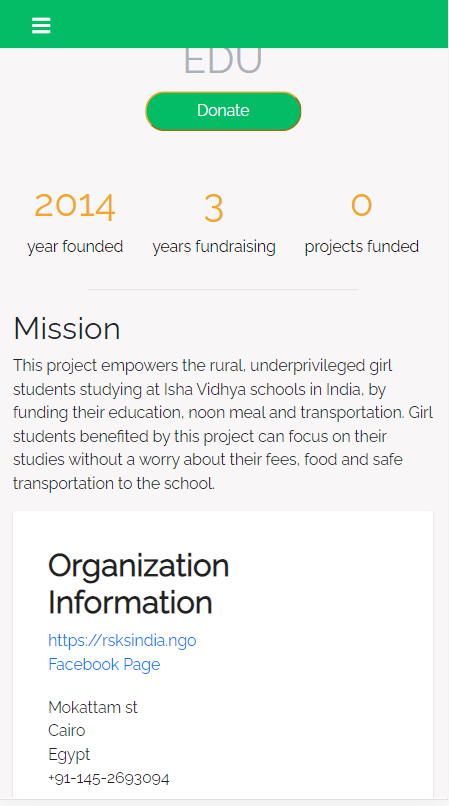 EDU
Donate
2014
3
0
year founded
years fundraising
projects funded
Mission
This project empowers the rural, underprivileged girl
students studying at Isha Vidhya schools in India, by
funding their education, noon meal and transportation. Girl
students benefited by this project can focus on their
studies without a worry about their fees, food and safe
transportation to the school.
Organization
Information
https://rsksindia.ngo
Facebook Page
Mokattam st
Cairo
Egypt
+91-145-2693094